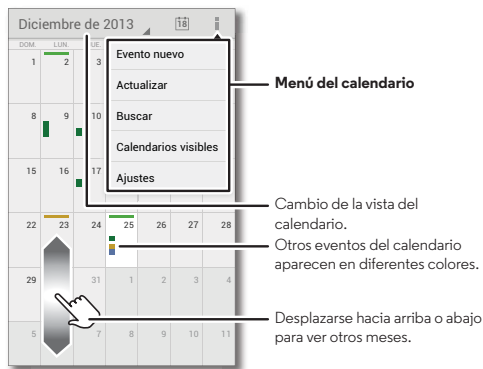 Diciembre de 2013
18
DOM. LUN. UE.
1 2 3
8 9 10
15 16 17
22 23 24 25 26 27 28
29 31 1 2 3 4
5 7 8 9 10 11
Evento nuevo
Actualizar
Buscar
Calendarios visibles
Ajustes
Menú del calendario
Cambio de la vista del
calendario.
Otros eventos del calendario
aparecen en diferentes colores.
Desplazarse hacia arriba o abajo
para ver otros meses.